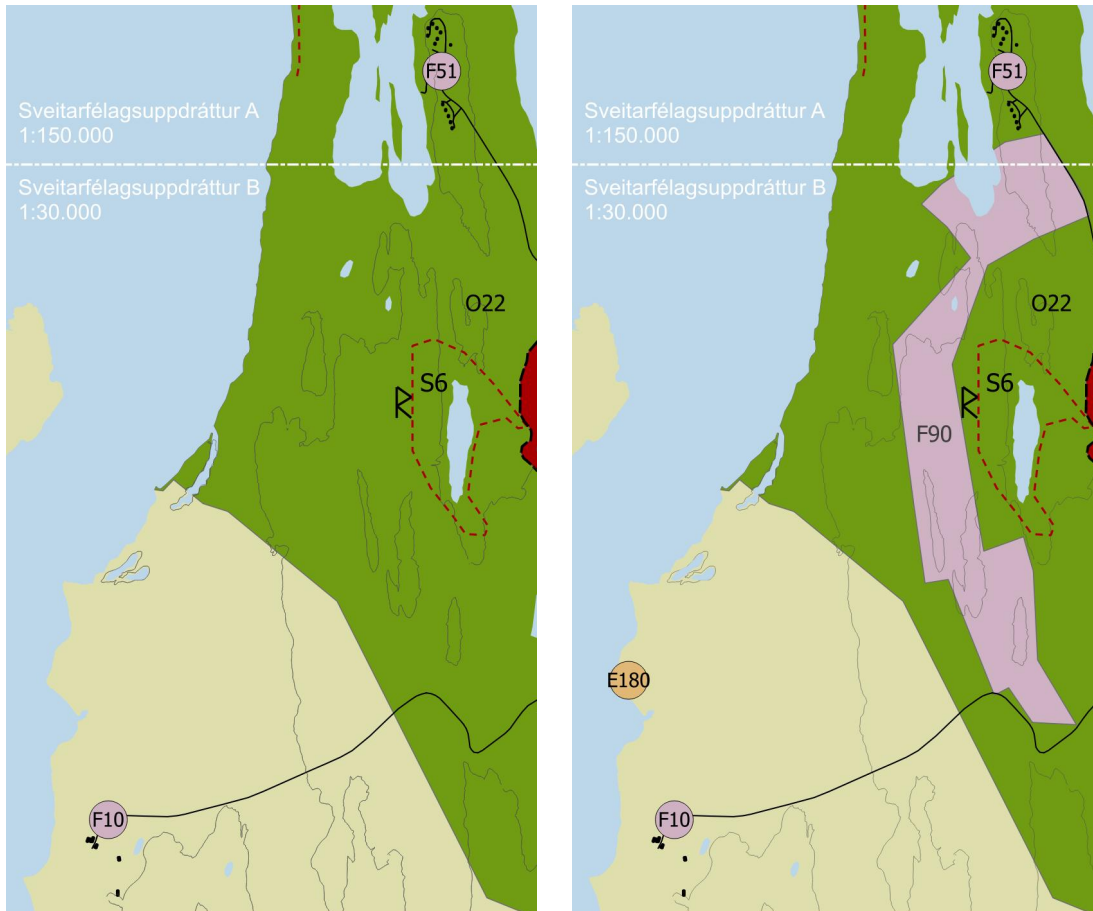 F51
Sveitarfélagsuppdráttur A
1:150.000
Sveitarfélagsuppdráttur B
1:30.000
O22
S6
F10
F51
Sveitarfélagsuppdráttur A
1:150.000
Sveitarfélagsuppdráttur B
1:30.000
O22
S6
F90
E180
F10